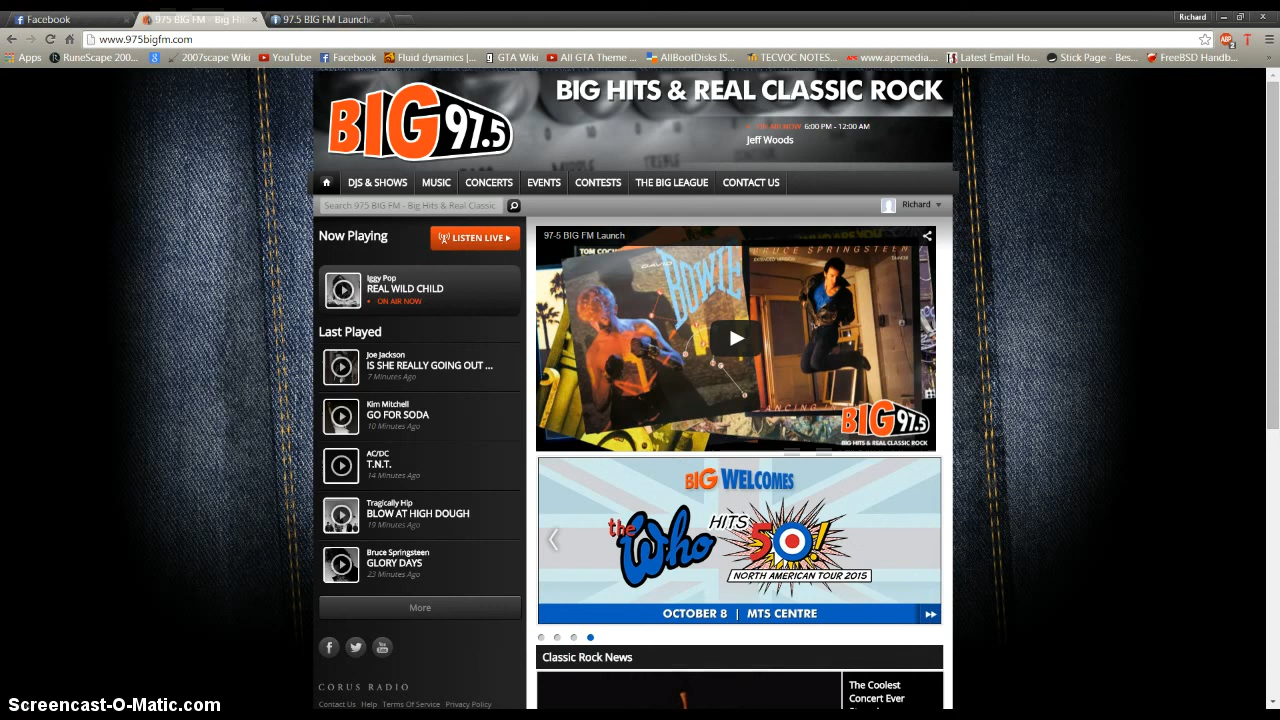 Facebook
975 BIG FM - Big Hi
97.5 BIG FM Launch
Richard
www.975bigfm.com
Apps
RuneScape 200...
2007scape Wiki
YouTube
Facebook
Fluid dynamics |...
GTA Wiki
All GTA Theme ...
AllBootDisks IS...
TECVOC NOTES...
www.apcmedia....
Latest Email Ho...
Stick Page - Bes...
FreeBSD Handb...
BIG 97.5
BIG HITS & REAL CLASSIC ROCK
ON AIR NOW 6:00 PM - 12:00 AM
Jeff Woods
DJS & SHOWS
MUSIC
CONCERTS
EVENTS
CONTESTS
THE BIG LEAGUE
CONTACT US
Search 975 BIG FM - Big Hits & Real Classic
Richard
Now Playing
LISTEN LIVE
Iggy Pop
REAL WILD CHILD
• ON AIR NOW
Last Played
Joe Jackson
IS SHE REALLY GOING OUT ...
7 Minutes Ago
Kim Mitchell
GO FOR SODA
10 Minutes Ago
AC/DC
T.N.T.
14 Minutes Ago
Tragically Hip
BLOW AT HIGH DOUGH
19 Minutes Ago
Bruce Springsteen
GLORY DAYS
23 Minutes Ago
More
CORUS RADIO
Contact Us Help Terms Of Service Privacy Policy
97-5 BIG FM Launch
TOM COCH
DAVID
BOWIE
BRUCE SPRINGSTEEN
EXTENDED VERSION
BIG 97.5
BIG HITS & REAL CLASSIC ROCK
BIG WELCOMES
the Who HITS 50!
NORTH AMERICAN TOUR 2015
OCTOBER 8 | MTS CENTRE
Classic Rock News
The Coolest
Concert Ever
Screencast-O-Matic.com